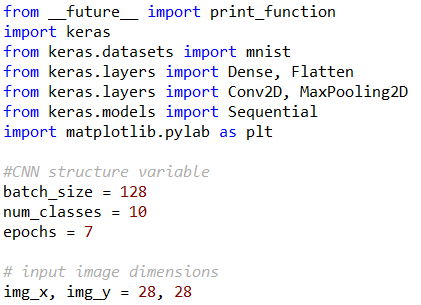 from __future__ import print_function
import keras
from keras.datasets import mnist
from keras.layers import Dense, Flatten
from keras.layers import Conv2D, MaxPooling2D
from keras.models import Sequential
import matplotlib.pylab as plt
#CNN structure variable
batch_size = 128
num_classes = 10
epochs = 7
# input image dimensions
img_x, img_y = 28, 28